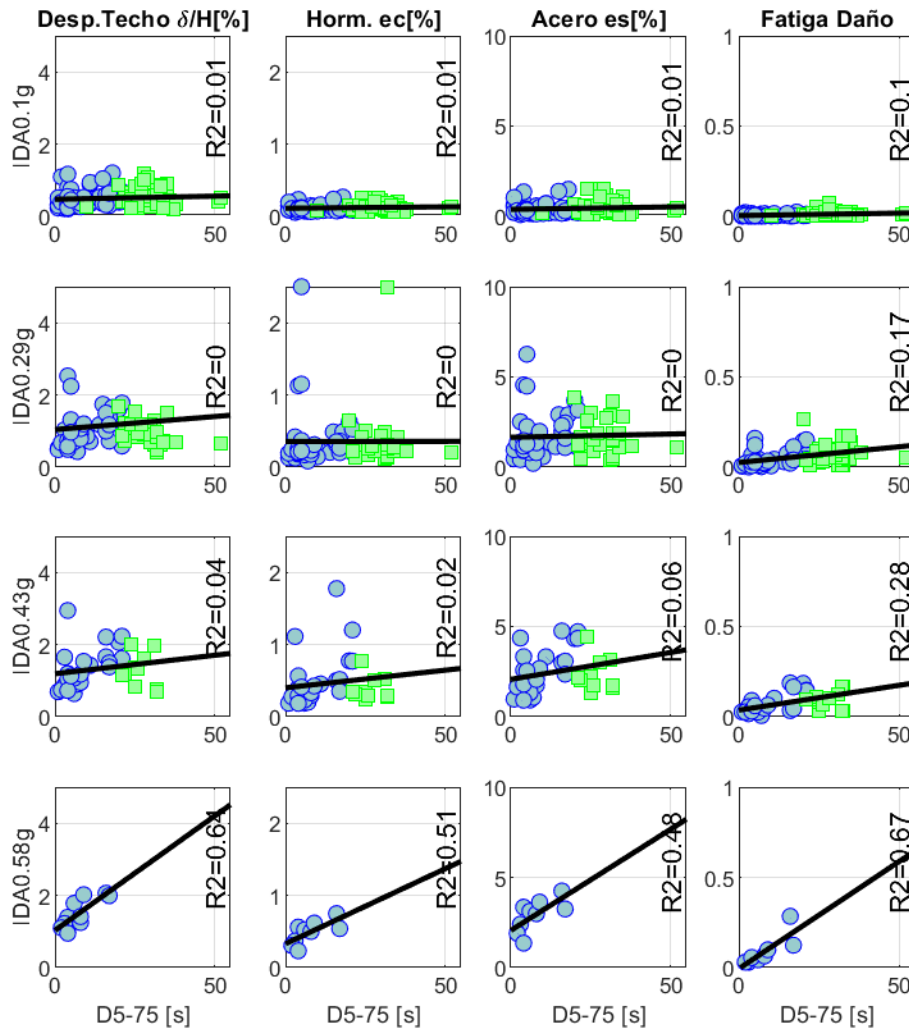 Desp.Techo δ/H[%] Horm. ec[%] Acero es[%] Fatiga Daño
IDA0.1g
4
2
0
0 50
R2=0.01
2
1
0
0 50
R2=0.01
10
5
0
0 50
R2=0.01
1
0.5
0
0 50
R2=0.1
IDA0.29g
4
2
0
0 50
R2=0
2
1
0
0 50
R2=0
10
5
0
0 50
R2=0
1
0.5
0
0 50
R2=0.17
IDA0.43g
4
2
0
0 50
R2=0.04
2
1
0
0 50
R2=0.02
10
5
0
0 50
R2=0.06
1
0.5
0
0 50
R2=0.28
IDA0.58g
4
2
0
0 50
R2=0.64
D5-75 [s]
2
1
0
0 50
R2=0.51
D5-75 [s]
10
5
0
0 50
R2=0.48
D5-75 [s]
1
0.5
0
0 50
R2=0.67
D5-75 [s]